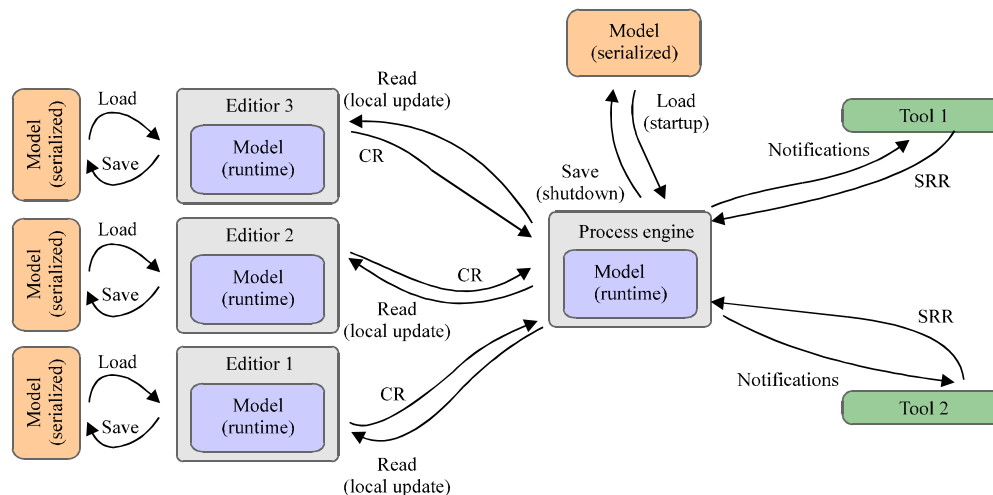 Model
(serialized)
Load
(startup)
Save
(shutdown)
Model
(serialized)
Load
Save
Editior 3
Model
(runtime)
Read
(local update)
CR
Tool 1
Notifications
SRR
Process engine
Model
(runtime)
Model
(serialized)
Load
Save
Editior 2
Model
(runtime)
CR
Read
(local update)
SRR
Notifications
Tool 2
Model
(serialized)
Load
Save
Editior 1
Model
(runtime)
CR
Read
(local update)